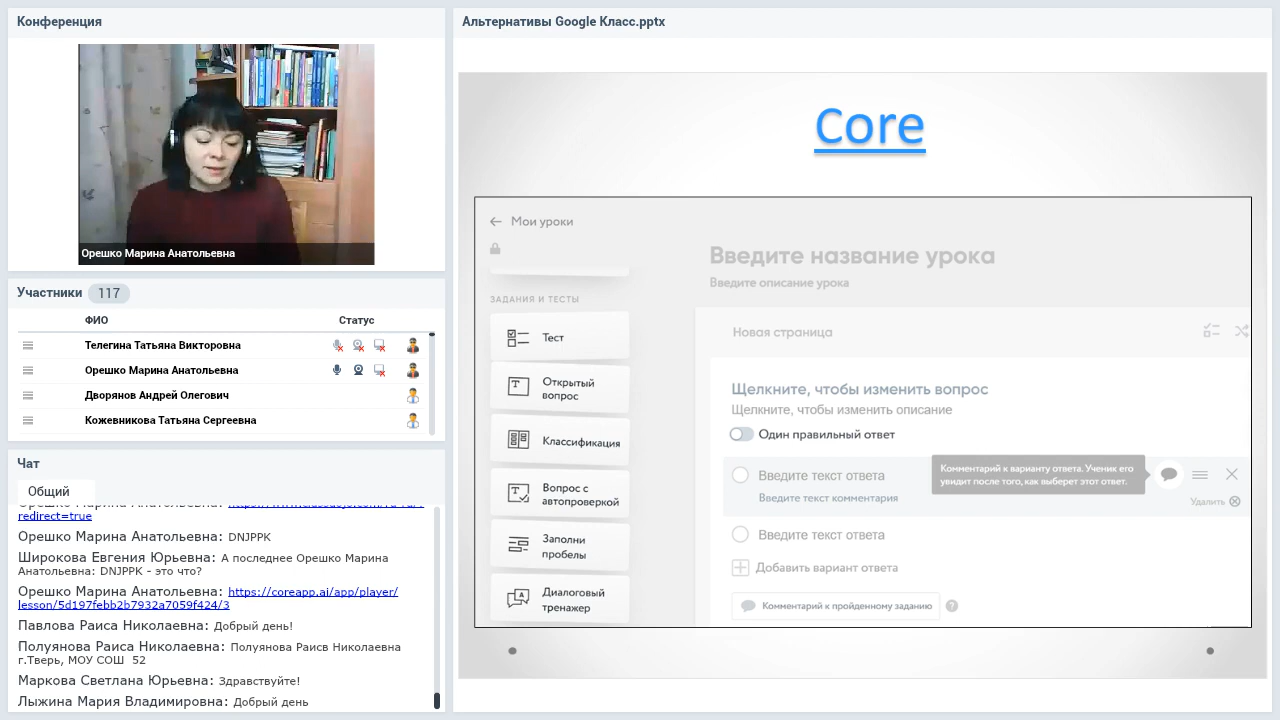 Конференция
Орешко Марина Анатольевна
Участники 117
ФИО Статус
Телегина Татьяна Викторовна
Орешко Марина Анатольевна
Дворянов Андрей Олегович
Кожевникова Татьяна Сергеевна
Чат
Общий
redirect=true
Орешко Марина Анатольевна: DNJPPK
Широкова Евгения Юрьевна: А последнее Орешко Марина
Анатольевна: DNJPPK - это что?
Орешко Марина Анатольевна: https://coreapp.ai/app/player/
lesson/5d197febb2b7932a7059f424/3
Павлова Раиса Николаевна: Добрый день!
Полуянова Раиса Николаевна: Полуянова Раисв Николаевна
г.Тверь, МОУ СОШ 52
Маркова Светлана Юрьевна: Здравствуйте!
Лыжина Мария Владимировна: Добрый день
Альтернативы Google Класс.pptx
Core
Мои уроки
ЗАДАНИЯ И ТЕСТЫ
Тест
Открытый
вопрос
Классификация
Вопрос с
автопроверкой
Заполни
пробелы
Диалоговый
тренажер
Введите название урока
Введите описание урока
Новая страница
Щелкните, чтобы изменить вопрос
Щелкните, чтобы изменить описание
Один правильный ответ
Введите текст ответа
Введите текст комментария
Комментарий к варианту ответа. Ученик его
увидит после того, как выберет этот ответ.
Удалить
Введите текст ответа
Добавить вариант ответа
Комментарий к пройденному заданию ?